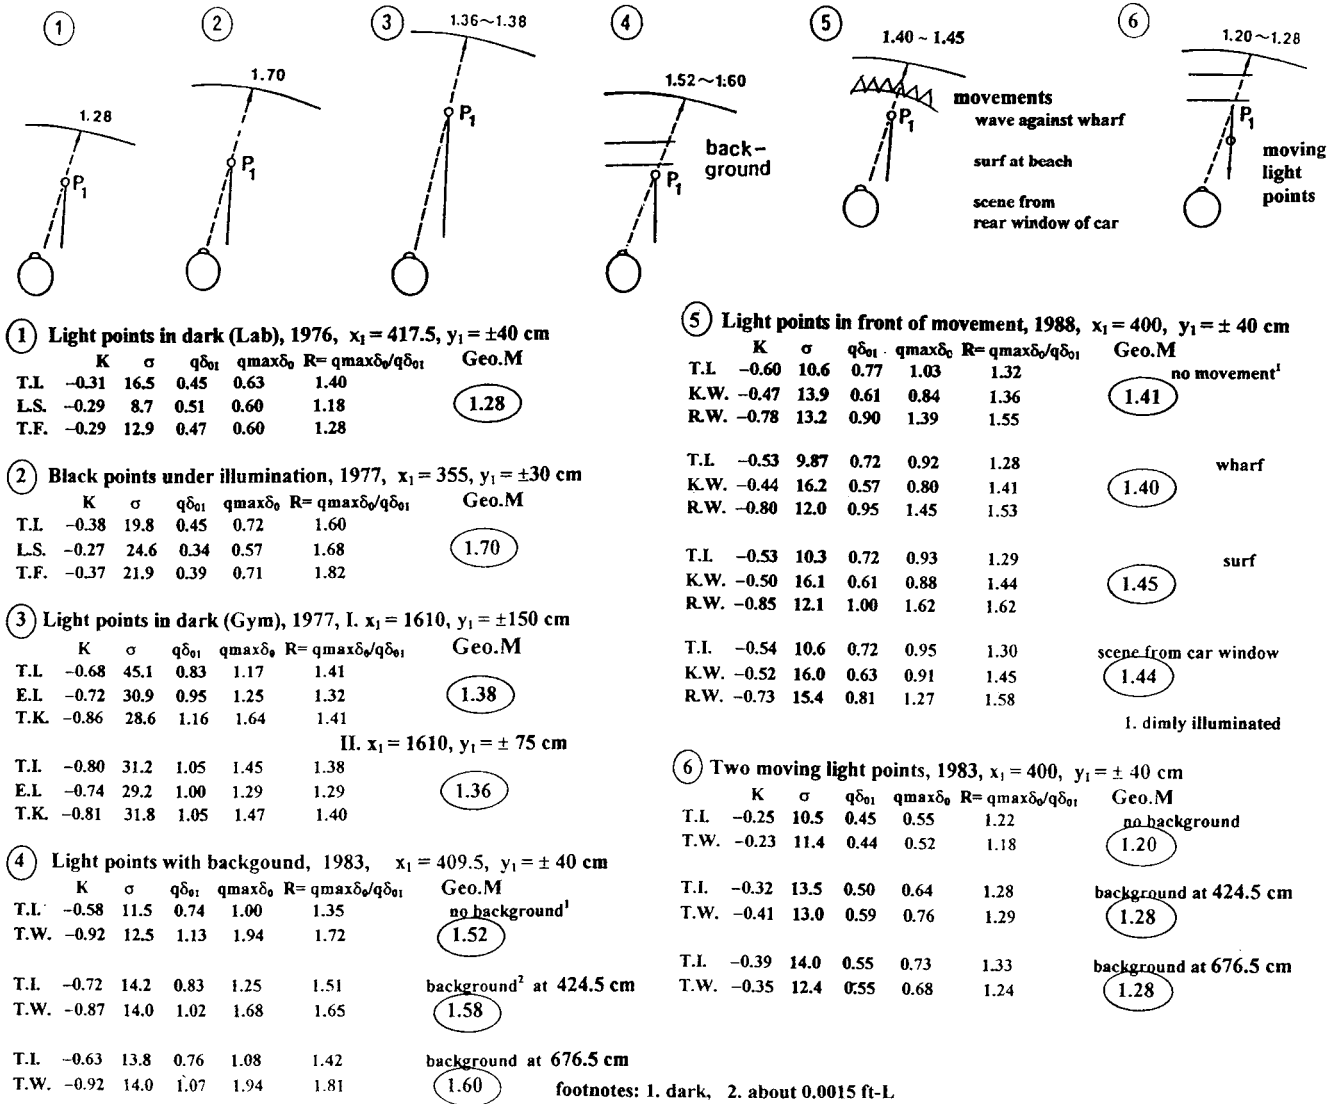 1 2 3 4 5 6
1.28
P1
1.70
P1
1.36~1.38
P1
1.52~1.60
back-
ground
P1
1.40 ~ 1.45
movements
wave against wharf
P1
surf at beach
scene from
rear window of car
1.20~1.28
P1
moving
light
points
1 Light points in dark (Lab), 1976, x1 = 417.5, y1 = ±40 cm
K σ qδ01 qmaxδ0 R= qmaxδ0/qδ01 Geo.M
T.I. −0.31 16.5 0.45 0.63 1.40
L.S. −0.29 8.7 0.51 0.60 1.18 1.28
T.F. −0.29 12.9 0.47 0.60 1.28
2 Black points under illumination, 1977, x1 = 355, y1 = ±30 cm
K σ qδ01 qmaxδ0 R= qmaxδ0/qδ01 Geo.M
T.I. −0.38 19.8 0.45 0.72 1.60
L.S. −0.27 24.6 0.34 0.57 1.68 1.70
T.F. −0.37 21.9 0.39 0.71 1.82
3 Light points in dark (Gym), 1977, I. x1 = 1610, y1 = ±150 cm
K σ qδ01 qmaxδ0 R= qmaxδ0/qδ01 Geo.M
T.I. −0.68 45.1 0.83 1.17 1.41
E.I. −0.72 30.9 0.95 1.25 1.32 1.38
T.K. −0.86 28.6 1.16 1.64 1.41
II. x1 = 1610, y1 = ± 75 cm
T.I. −0.80 31.2 1.05 1.45 1.38
E.I. −0.74 29.2 1.00 1.29 1.29 1.36
T.K. −0.81 31.8 1.05 1.47 1.40
4 Light points with backgound, 1983, x1 = 409.5, y1 = ± 40 cm
K σ qδ01 qmaxδ0 R= qmaxδ0/qδ01 Geo.M
T.I. −0.58 11.5 0.74 1.00 1.35 no background1
T.W. −0.92 12.5 1.13 1.94 1.72 1.52
T.I. −0.72 14.2 0.83 1.25 1.51 background2 at 424.5 cm
T.W. −0.87 14.0 1.02 1.68 1.65 1.58
T.I. −0.63 13.8 0.76 1.08 1.42 background at 676.5 cm
T.W. −0.92 14.0 1.07 1.94 1.81 1.60
footnotes: 1. dark, 2. about 0.0015 ft-L
5 Light points in front of movement, 1988, x1 = 400, y1 = ± 40 cm
K σ qδ01 qmaxδ0 R= qmaxδ0/qδ01 Geo.M
T.I. −0.60 10.6 0.77 1.03 1.32 no movement1
K.W. −0.47 13.9 0.61 0.84 1.36 1.41
R.W. −0.78 13.2 0.90 1.39 1.55
T.I. −0.53 9.87 0.72 0.92 1.28 wharf
K.W. −0.44 16.2 0.57 0.80 1.41 1.40
R.W. −0.80 12.0 0.95 1.45 1.53
T.I. −0.53 10.3 0.72 0.93 1.29 surf
K.W. −0.50 16.1 0.61 0.88 1.44 1.45
R.W. −0.85 12.1 1.00 1.62 1.62
T.I. −0.54 10.6 0.72 0.95 1.30 scene from car window
K.W. −0.52 16.0 0.63 0.91 1.45 1.44
R.W. −0.73 15.4 0.81 1.27 1.58
1. dimly illuminated
6 Two moving light points, 1983, x1 = 400, y1 = ± 40 cm
K σ qδ01 qmaxδ0 R= qmaxδ0/qδ01 Geo.M
T.I. −0.25 10.5 0.45 0.55 1.22 no background
T.W. −0.23 11.4 0.44 0.52 1.18 1.20
T.I. −0.32 13.5 0.50 0.64 1.28 background at 424.5 cm
T.W. −0.41 13.0 0.59 0.76 1.29 1.28
T.I. −0.39 14.0 0.55 0.73 1.33 background at 676.5 cm
T.W. −0.35 12.4 0.55 0.68 1.24 1.28